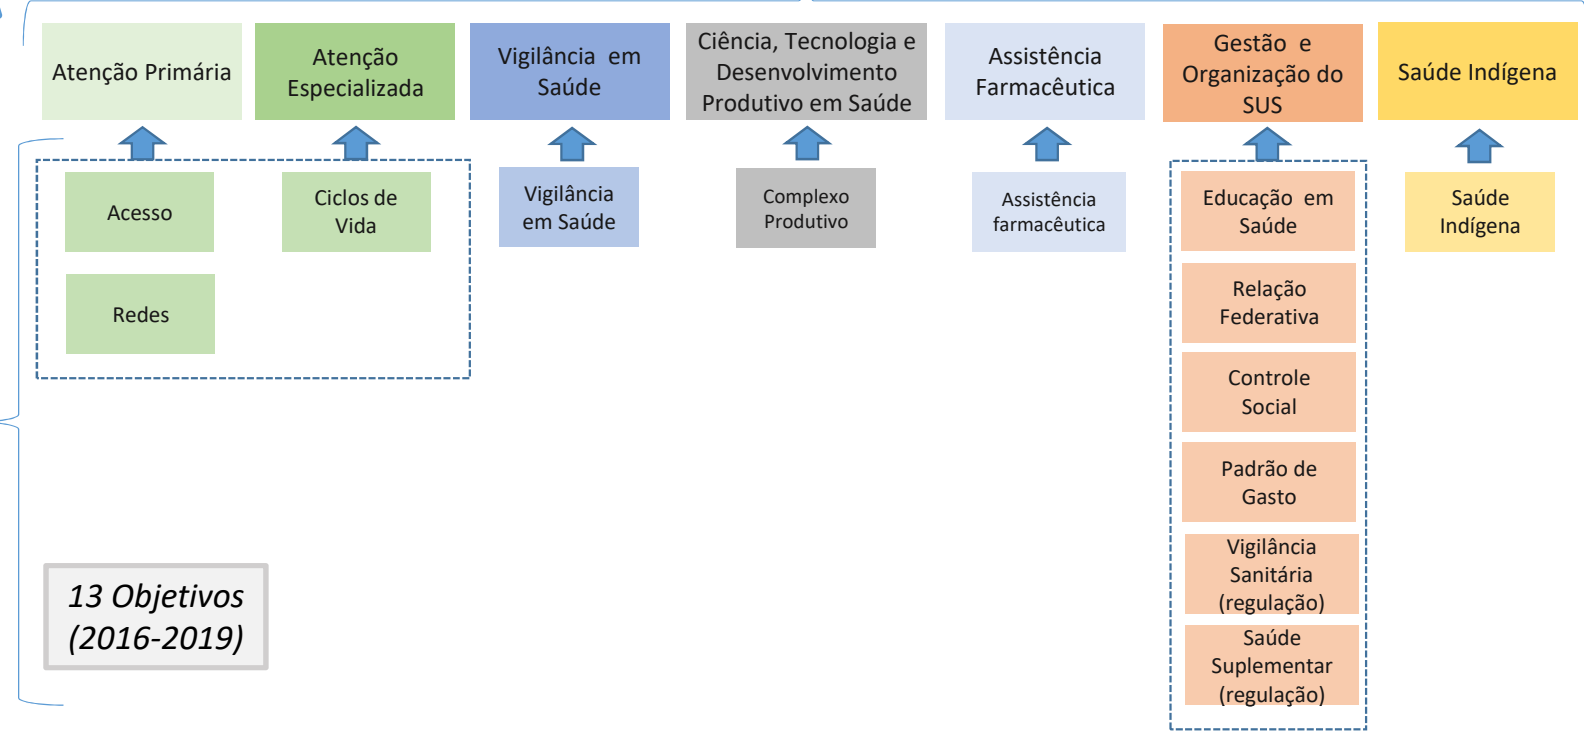 Atenção Primária
Atenção
Especializada
Vigilância em
Saúde
Ciência, Tecnologia e
Desenvolvimento
Produtivo em Saúde
Assistência
Farmacêutica
Gestão e
Organização do
SUS
Saúde Indígena
Acesso
Redes
Ciclos de
Vida
Vigilância
em Saúde
Complexo
Produtivo
Assistência
farmacêutica
Educação em
Saúde
Relação
Federativa
Controle
Social
Padrão de
Gasto
Vigilância
Sanitária
(regulação)
Saúde
Suplementar
(regulação)
Saúde
Indígena
13 Objetivos
(2016-2019)